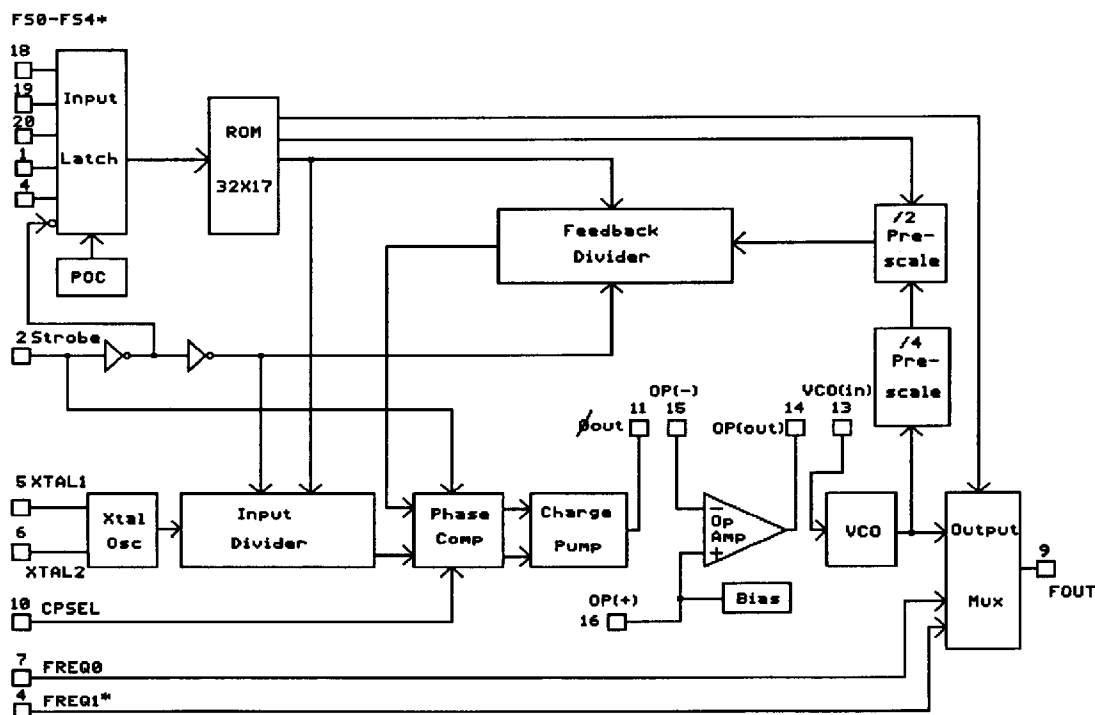 FS0-FS4*
18
19
20
1
4
Input
Latch
POC
ROM
32X17
Feedback
Divider
/2
Pre-
scale
/4
Pre-
scale
2 Strobe
5 XTAL1
6
XTAL2
Xtal
Osc
Input
Divider
Phase
Comp
Charge
Pump
Øout
11
OP(-)
15
OP(out)
14
VCO(in)
13
-
Op
Amp
+
OP(+)
16
Bias
VCO
Output
Mux
9
FOUT
10 CPSEL
7 FREQ0
4 FREQ1*